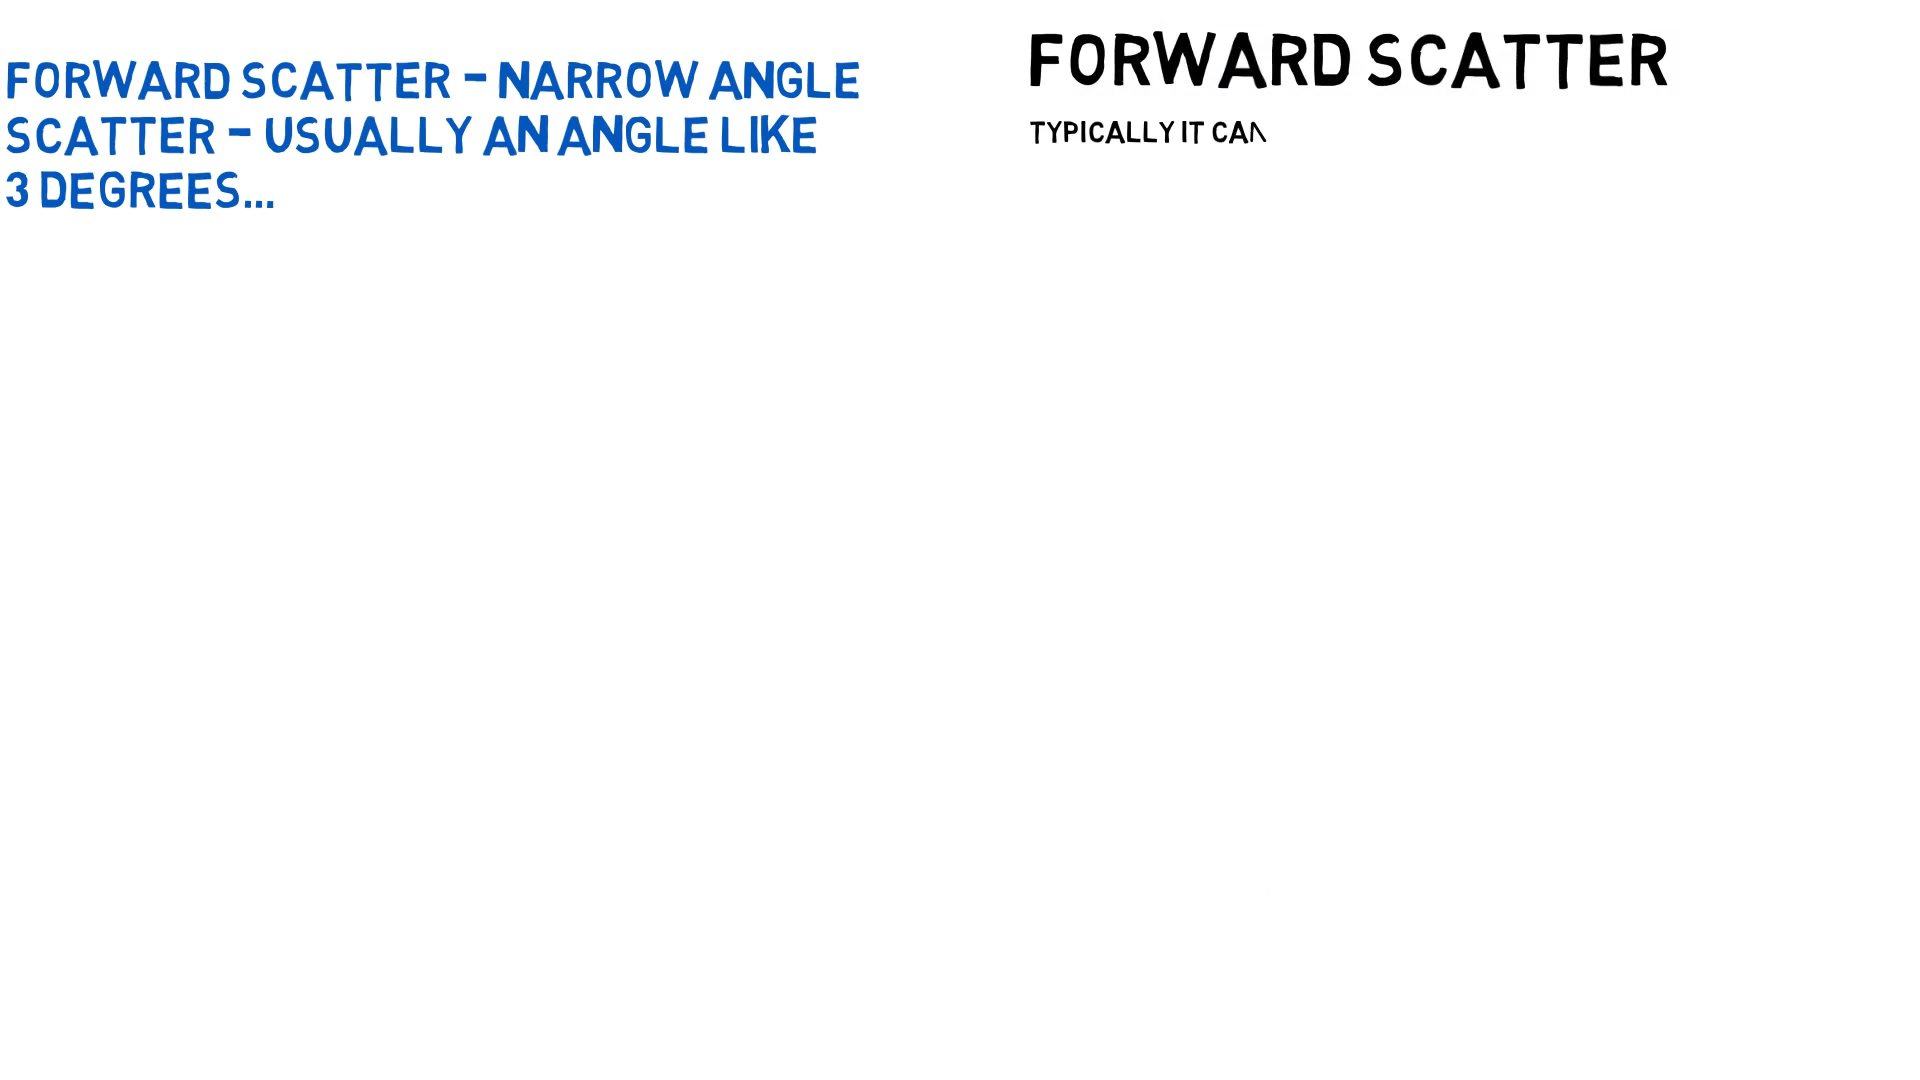 FORWARD SCATTER - NARROW ANGLE
SCATTER - USUALLY AN ANGLE LIKE
3 DEGREES...
FORWARD SCATTER
TYPICALLY IT CAN